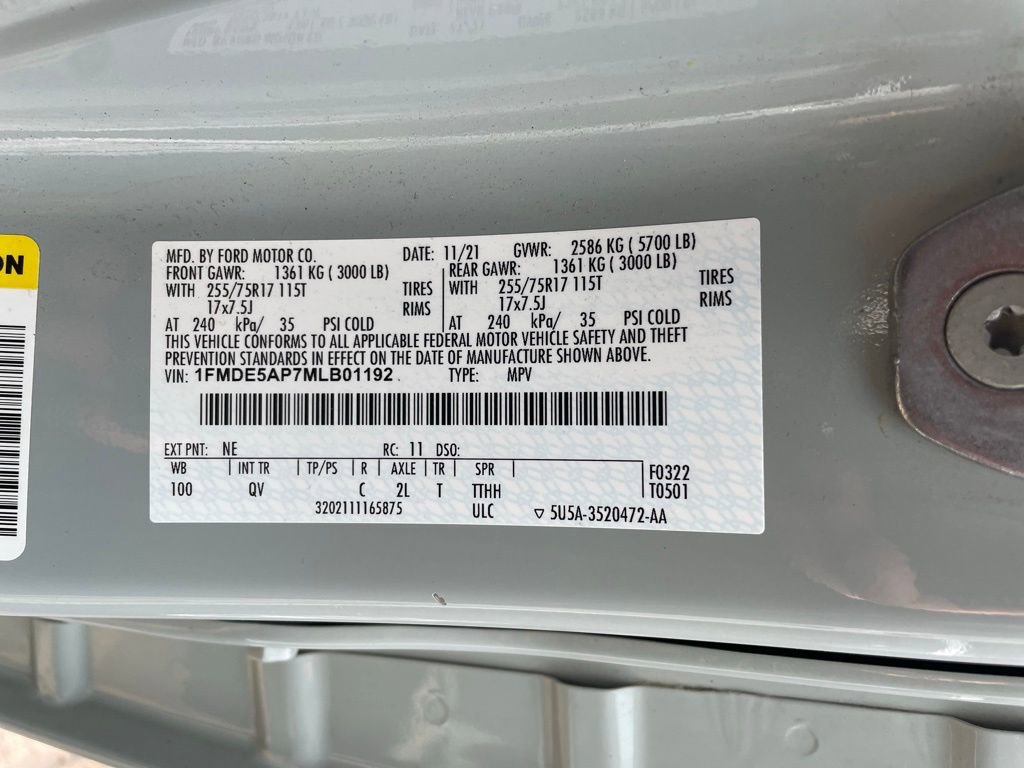 ON
MFD. BY FORD MOTOR CO. DATE: 11/21 GVWR: 2586 KG ( 5700 LB)
FRONT GAWR: 1361 KG ( 3000 LB) REAR GAWR: 1361 KG ( 3000 LB)
WITH 255/75R17 115T TIRES WITH 255/75R17 115T TIRES
17x7.5J RIMS 17x7.5J RIMS
AT 240 kPa/ 35 PSI COLD AT 240 kPa/ 35 PSI COLD
THIS VEHICLE CONFORMS TO ALL APPLICABLE FEDERAL MOTOR VEHICLE SAFETY AND THEFT
PREVENTION STANDARDS IN EFFECT ON THE DATE OF MANUFACTURE SHOWN ABOVE.
VIN: 1FMDE5AP7MLB01192 TYPE: MPV
EXT PNT: NE RC: 11 DSO:
WB INT TR TP/PS R AXLE TR SPR F0322
100 QV C 2L T TTHH T0501
3202111165875 ULC ▽ 5U5A-3520472-AA